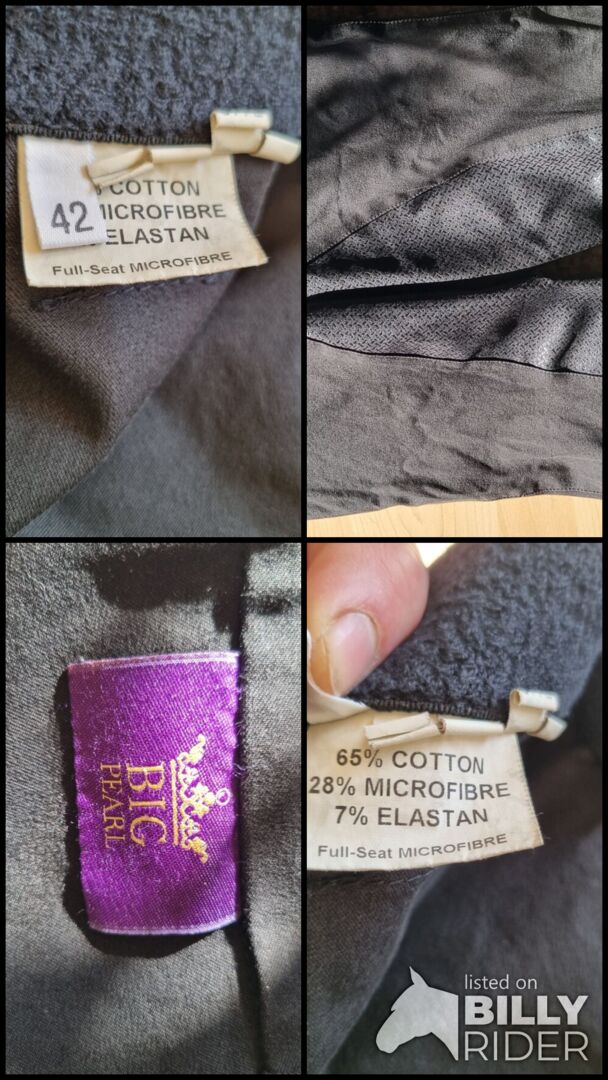 42
COTTON
MICROFIBRE
ELASTAN
Full-Seat MICROFIBRE
BIG
PEARL
65% COTTON
28% MICROFIBRE
7% ELASTAN
Full-Seat MICROFIBRE
listed on
BILLY
RIDER